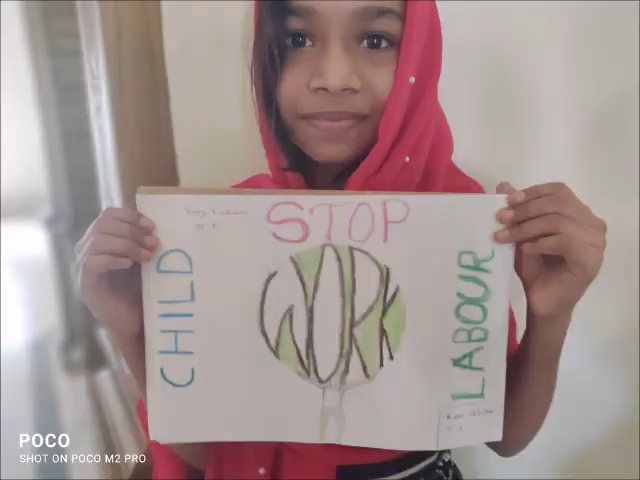 STOP
CHILD
WORK
LABOUR
POCO
SHOT ON POCO M2 PRO